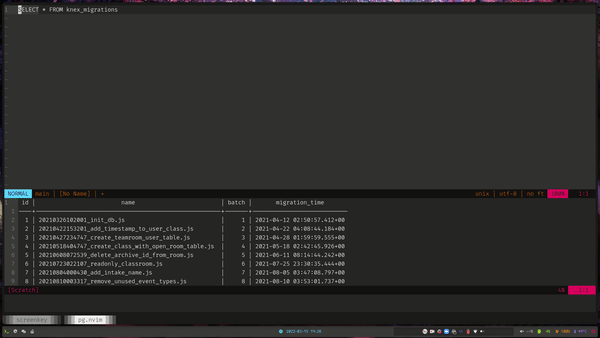 SELECT * FROM knex_migrations
NORMAL main | [No Name] | +
unix | utf-8 | no ft 100% 1:1
id | name | batch | migration_time
1 | 20210326102001_init_db.js | 1 | 2021-04-12 02:50:57.412+00
2 | 20210422153201_add_timestamp_to_user_class.js | 2 | 2021-04-22 04:08:44.184+00
3 | 20210427234747_create_teamroom_user_table.js | 3 | 2021-04-28 01:59:59.555+00
4 | 20210518404747_create_class_with_open_room_table.js | 4 | 2021-05-18 02:42:45.926+00
5 | 20210608072539_delete_archive_id_from_room.js | 5 | 2021-06-11 08:14:44.242+00
6 | 20210723022107_readonly_classroom.js | 6 | 2021-07-25 23:30:35.444+00
7 | 20210804000430_add_intake_name.js | 7 | 2021-08-05 03:47:08.797+00
8 | 20210810003317_remove_unused_event_types.js | 8 | 2021-08-10 03:53:01.737+00
[Scratch]
1:1
screenkey
pg.nvim